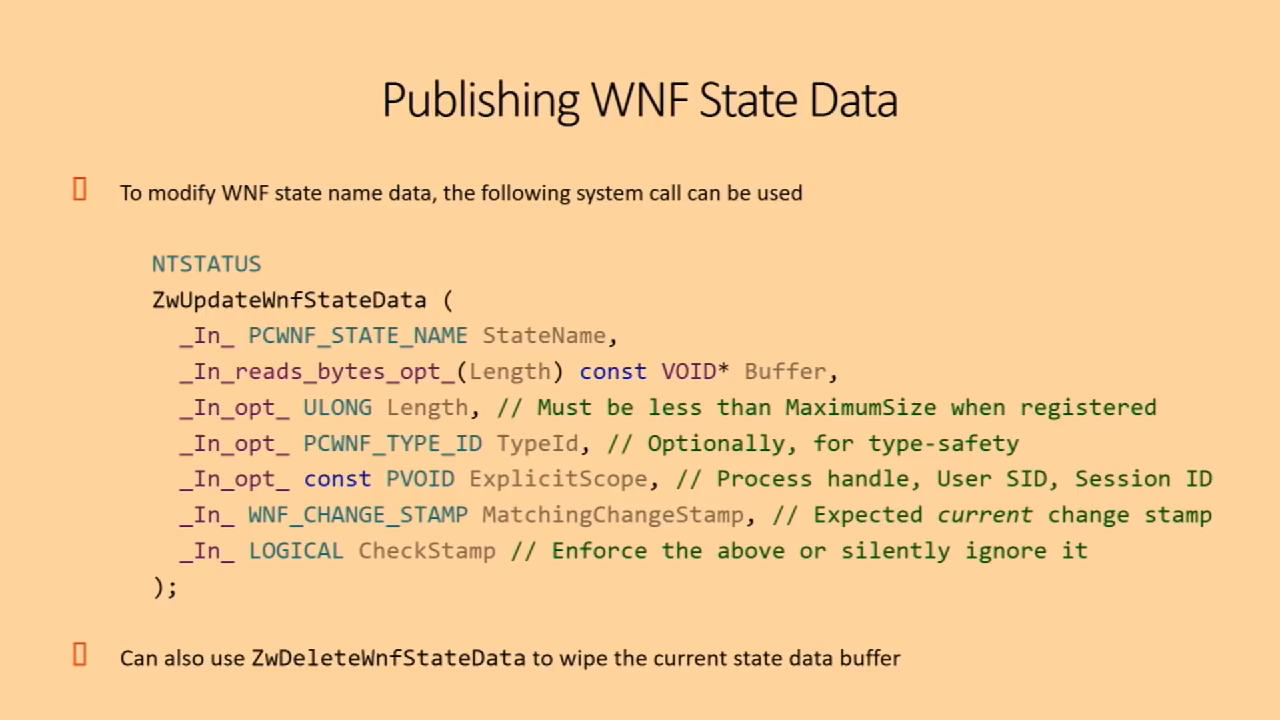 Publishing WNF State Data
To modify WNF state name data, the following system call can be used
NTSTATUS
ZwUpdateWnfStateData (
_In_ PCWNF_STATE_NAME StateName,
_In_reads_bytes_opt_(Length) const VOID* Buffer,
_In_opt_ ULONG Length, // Must be less than MaximumSize when registered
_In_opt_ PCWNF_TYPE_ID TypeId, // Optionally, for type-safety
_In_opt_ const PVOID ExplicitScope, // Process handle, User SID, Session ID
_In_ WNF_CHANGE_STAMP MatchingChangeStamp, // Expected current change stamp
_In_ LOGICAL CheckStamp // Enforce the above or silently ignore it
);
Can also use ZwDeleteWnfStateData to wipe the current state data buffer